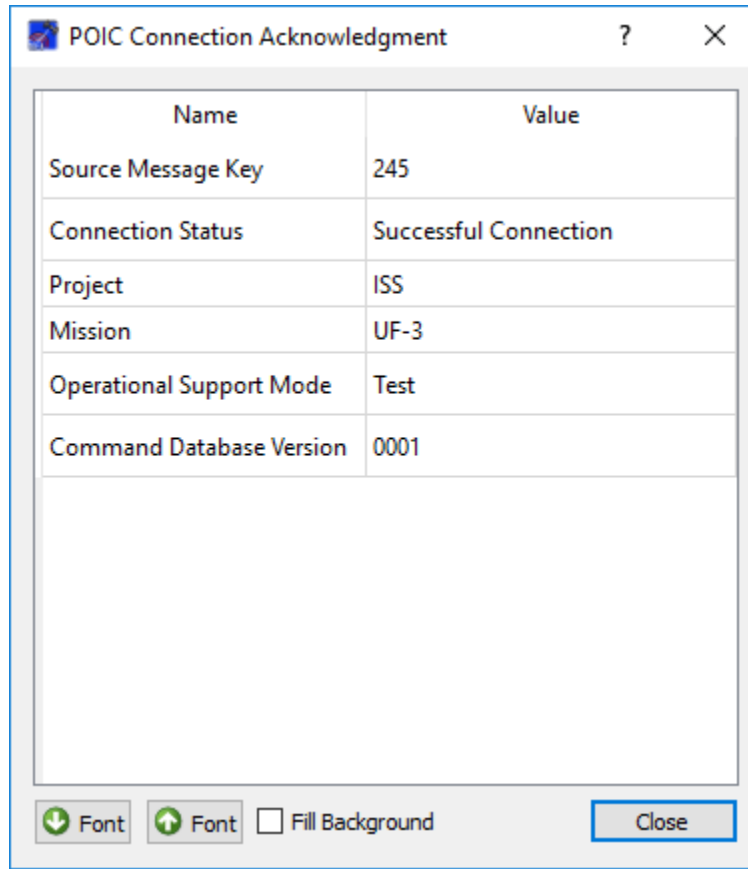 POIC Connection Acknowledgment ?
Name Value
Source Message Key 245
Connection Status Successful Connection
Project ISS
Mission UF-3
Operational Support Mode Test
Command Database Version 0001
Font Font Fill Background Close